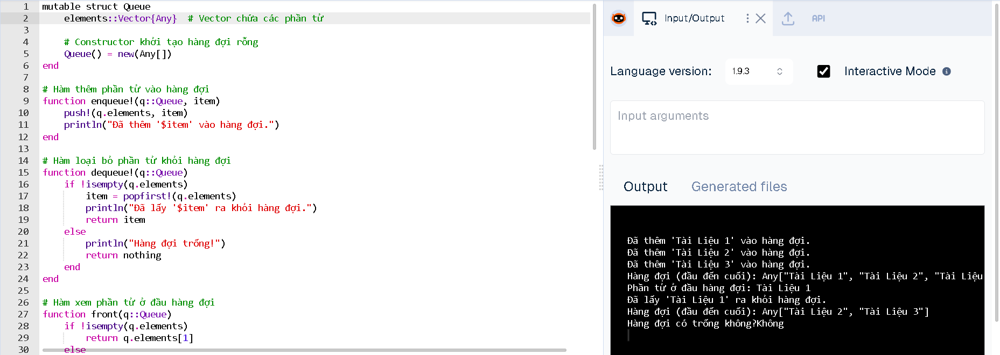 1 mutable struct Queue
2     elements::Vector{Any}  # Vector chứa các phần tử
3
4     # Constructor khởi tạo hàng đợi rỗng
5     Queue() = new(Any[])
6 end
7
8 # Hàm thêm phần tử vào hàng đợi
9 function enqueue!(q::Queue, item)
10     push!(q.elements, item)
11     println("Đã thêm '$item' vào hàng đợi.")
12 end
13
14 # Hàm loại bỏ phần tử khỏi hàng đợi
15 function dequeue!(q::Queue)
16     if !isempty(q.elements)
17         item = popfirst!(q.elements)
18         println("Đã lấy '$item' ra khỏi hàng đợi.")
19         return item
20     else
21         println("Hàng đợi trống!")
22         return nothing
23     end
24 end
25
26 # Hàm xem phần tử ở đầu hàng đợi
27 function front(q::Queue)
28     if !isempty(q.elements)
29         return q.elements[1]
30     else
Input/Output
API
Language version: 1.9.3 Interactive Mode
Input arguments
Output Generated files
Đã thêm 'Tài Liệu 1' vào hàng đợi.
Đã thêm 'Tài Liệu 2' vào hàng đợi.
Đã thêm 'Tài Liệu 3' vào hàng đợi.
Hàng đợi (đầu đến cuối): Any["Tài Liệu 1", "Tài Liệu 2", "Tài Liệu
Phần tử ở đầu hàng đợi: Tài Liệu 1
Đã lấy 'Tài Liệu 1' ra khỏi hàng đợi.
Hàng đợi (đầu đến cuối): Any["Tài Liệu 2", "Tài Liệu 3"]
Hàng đợi có trống không?Không